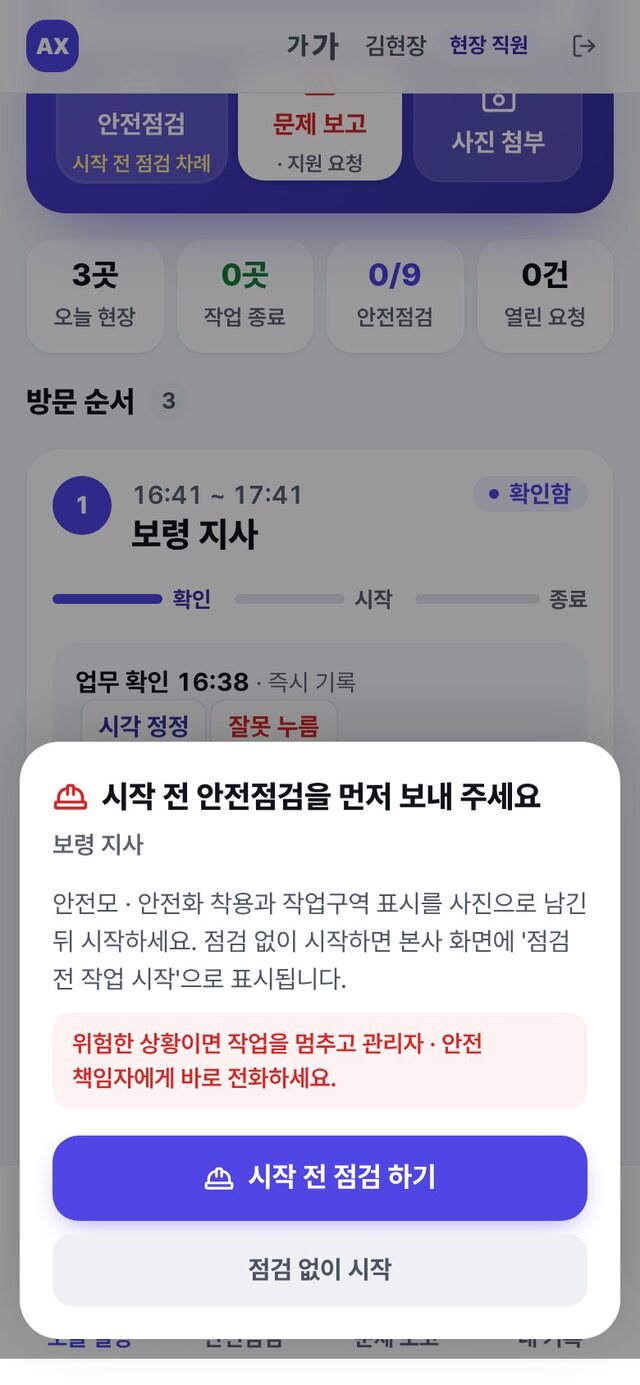 AX
가가 김현장 현장 직원
안전점검
시작 전 점검 차례
문제 보고
· 지원 요청
사진 첨부
3곳
오늘 현장
0곳
작업 종료
0/9
안전점검
0건
열린 요청
방문 순서 3
1
16:41 ~ 17:41
보령 지사
확인함
확인 시작 종료
업무 확인 16:38 · 즉시 기록
시각 정정 잘못 누름
시작 전 안전점검을 먼저 보내 주세요
보령 지사
안전모 · 안전화 착용과 작업구역 표시를 사진으로 남긴
뒤 시작하세요. 점검 없이 시작하면 본사 화면에 '점검
전 작업 시작'으로 표시됩니다.
위험한 상황이면 작업을 멈추고 관리자 · 안전
책임자에게 바로 전화하세요.
시작 전 점검 하기
점검 없이 시작